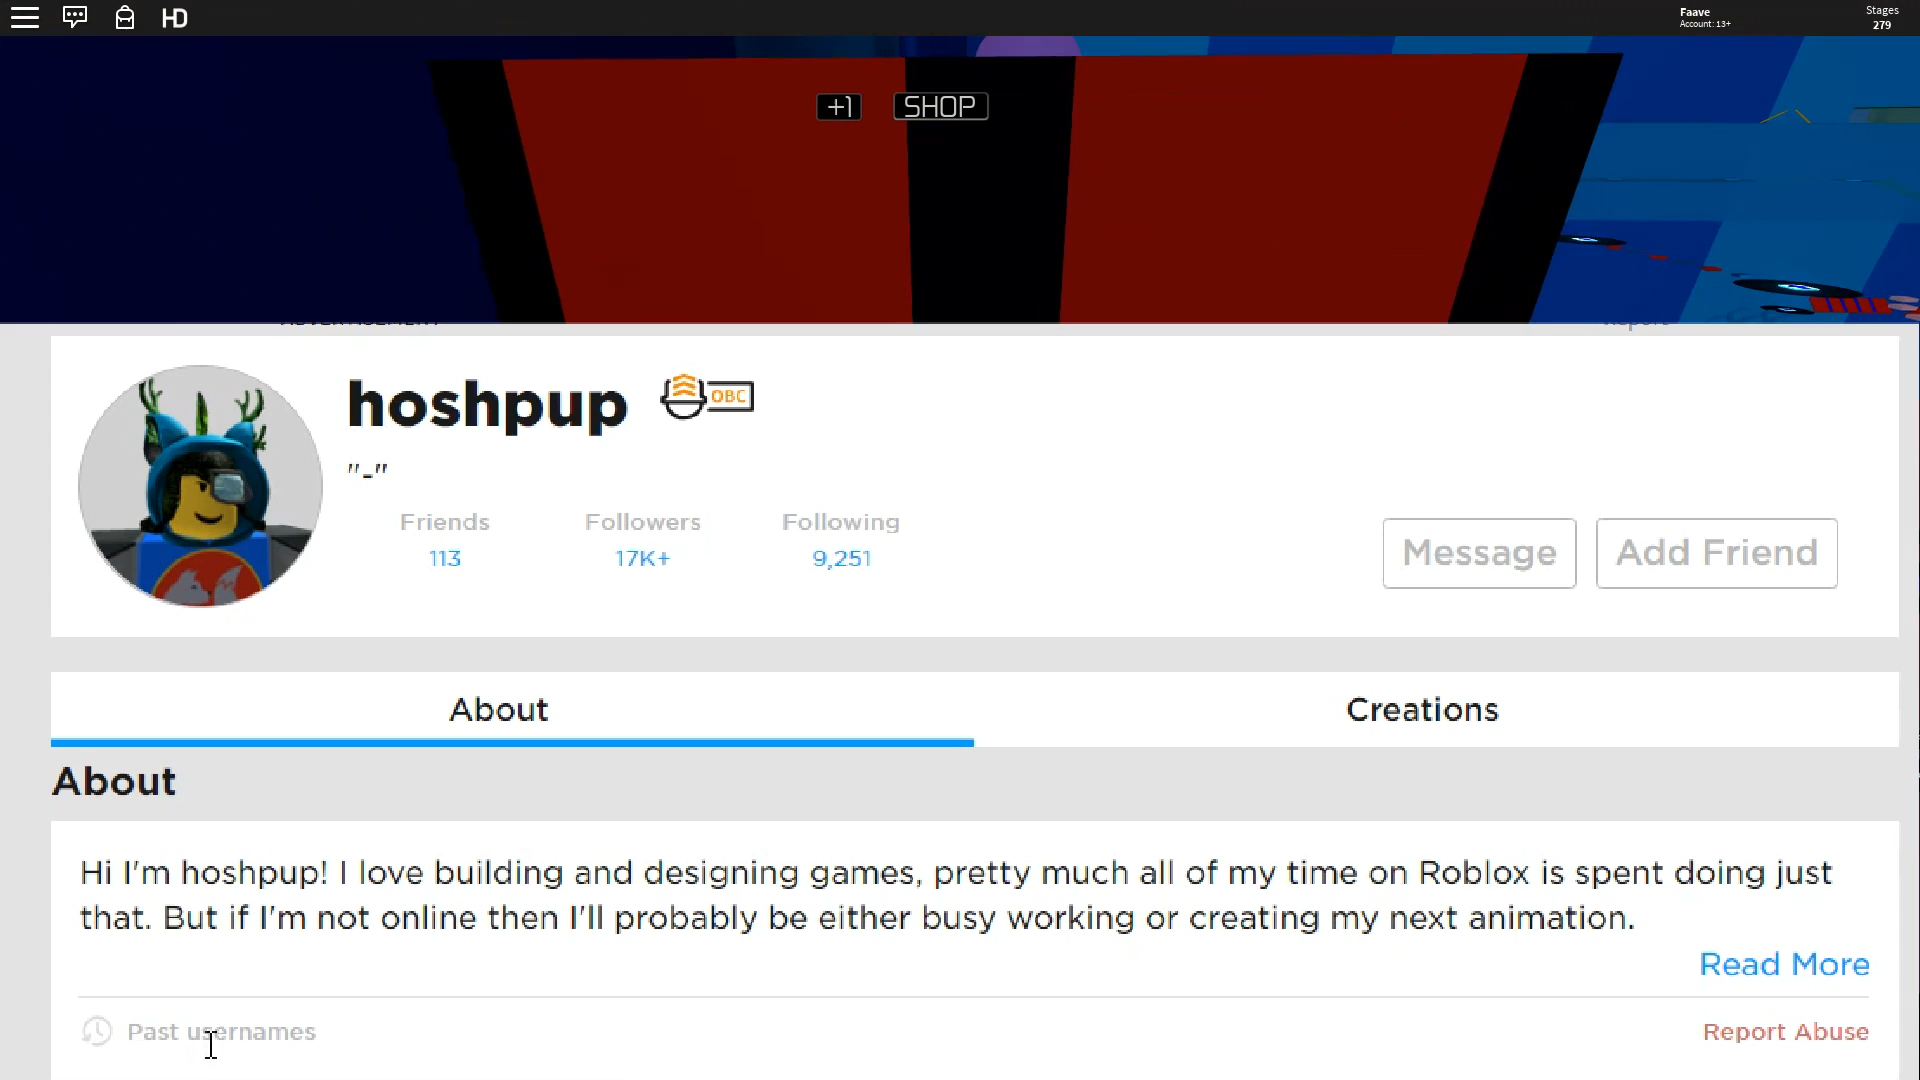 HD
Faave
Account: 13+
Stages
279
+1
SHOP
ADVERTISEMENT
Report
hoshpup
OBC
"-"
Friends
Followers
Following
113
17K+
9,251
Message
Add Friend
About
Creations
About
Hi I'm hoshpup! I love building and designing games, pretty much all of my time on Roblox is spent doing just
that. But if I'm not online then I'll probably be either busy working or creating my next animation.
Read More
Past usernames
Report Abuse